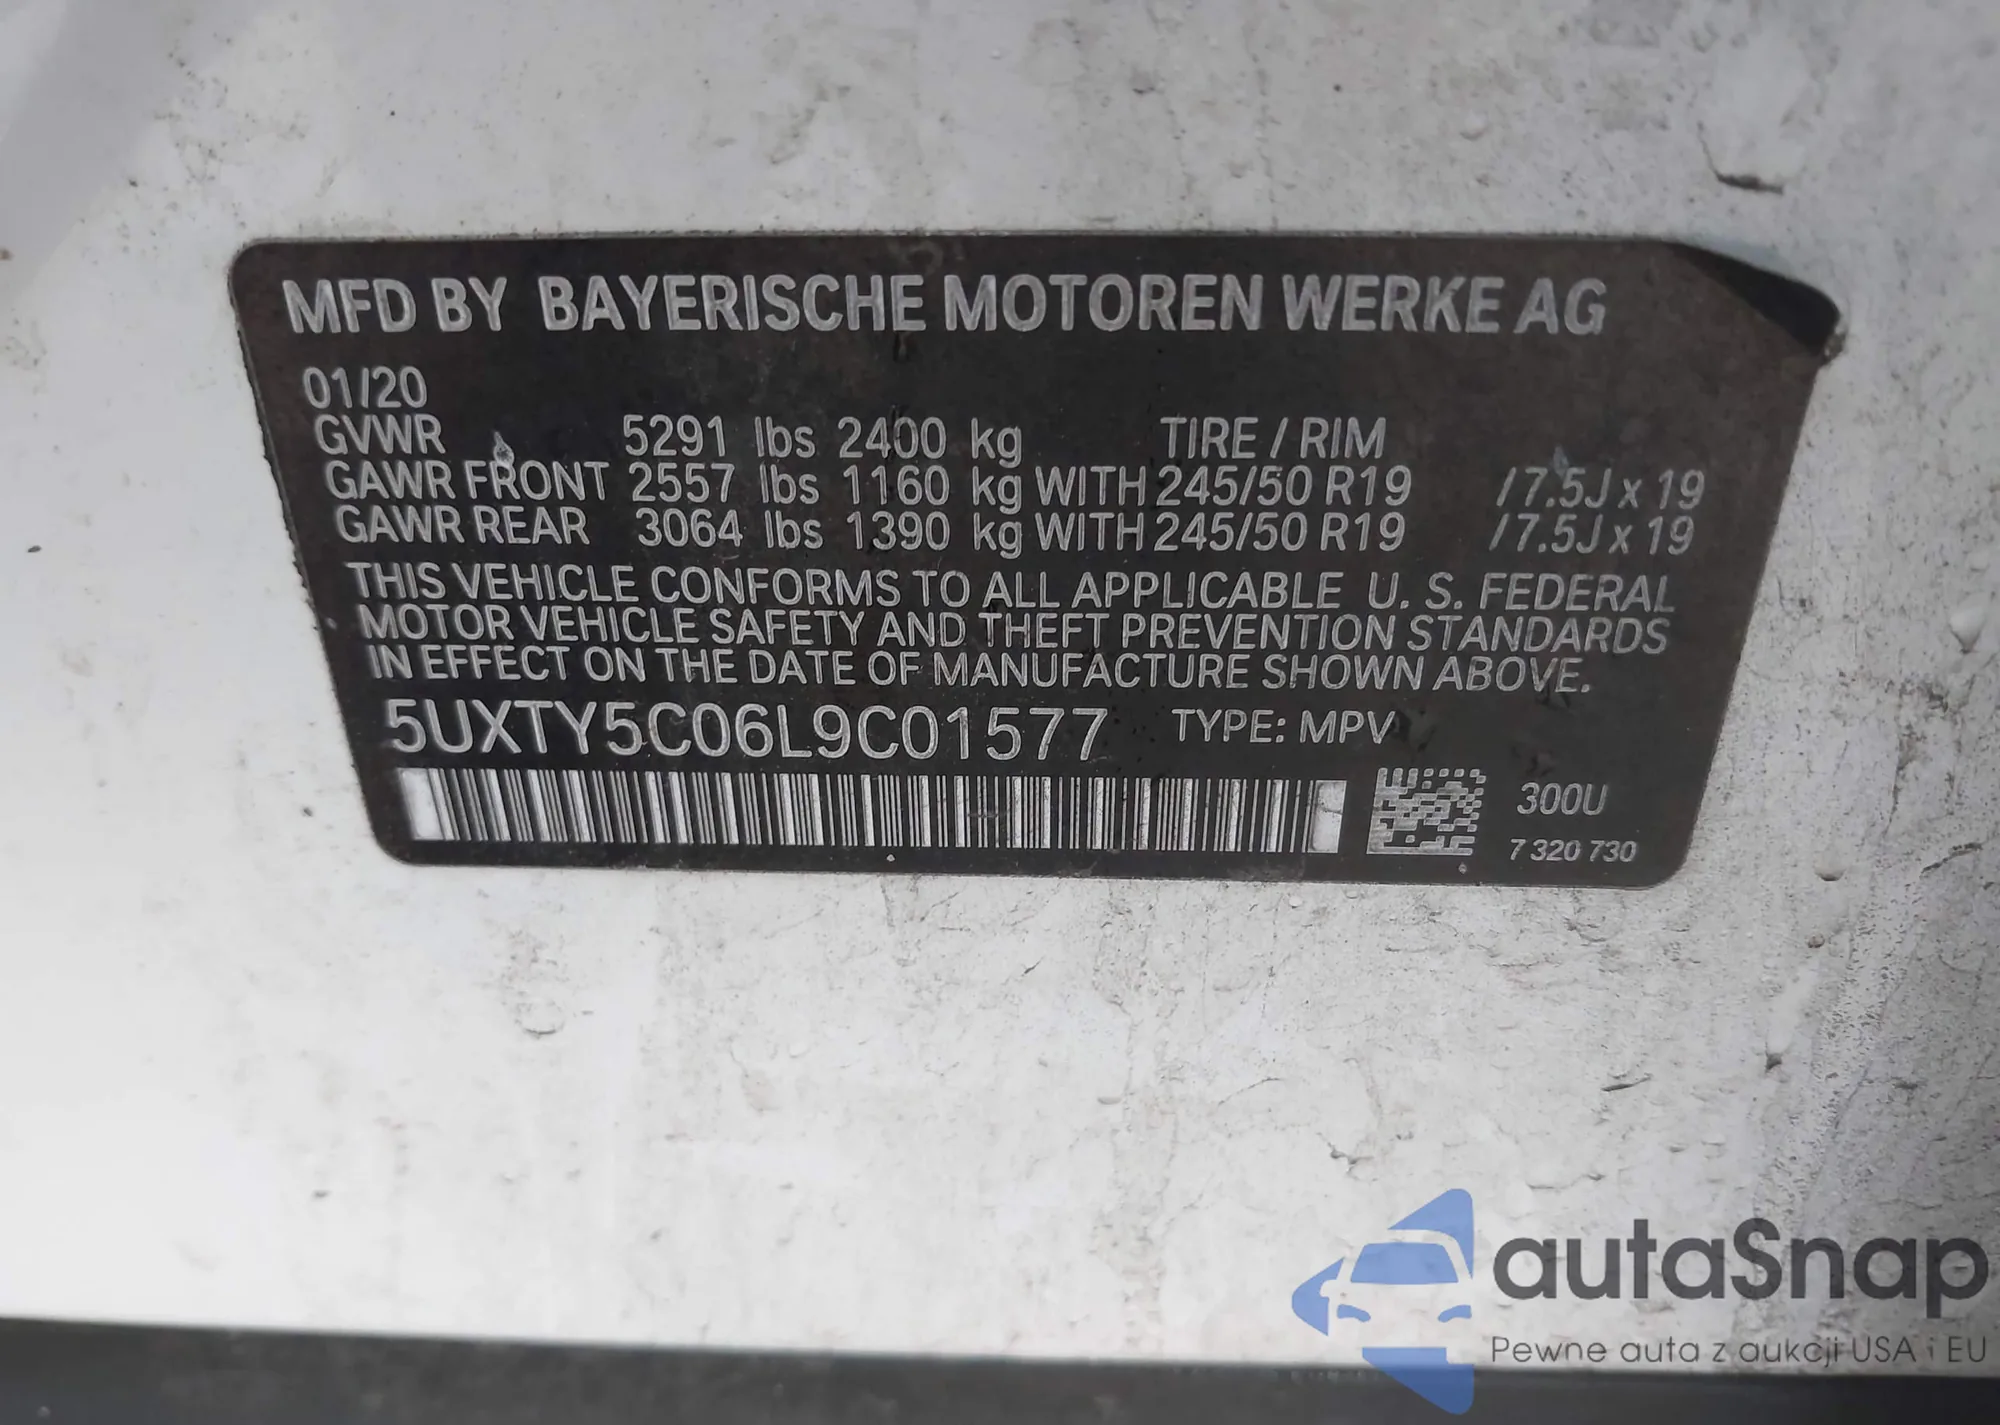 MFD BY BAYERISCHE MOTOREN WERKE AG
01/20
GVWR 5291 lbs 2400 kg TIRE / RIM
GAWR FRONT 2557 lbs 1160 kg WITH 245/50 R19 / 7.5J x 19
GAWR REAR 3064 lbs 1390 kg WITH 245/50 R19 / 7.5J x 19
THIS VEHICLE CONFORMS TO ALL APPLICABLE U. S. FEDERAL
MOTOR VEHICLE SAFETY AND THEFT PREVENTION STANDARDS
IN EFFECT ON THE DATE OF MANUFACTURE SHOWN ABOVE.
5UXTY5C06L9C01577 TYPE: MPV
300U
7 320 730
autaSnap
Pewne auta z aukcji USA i EU